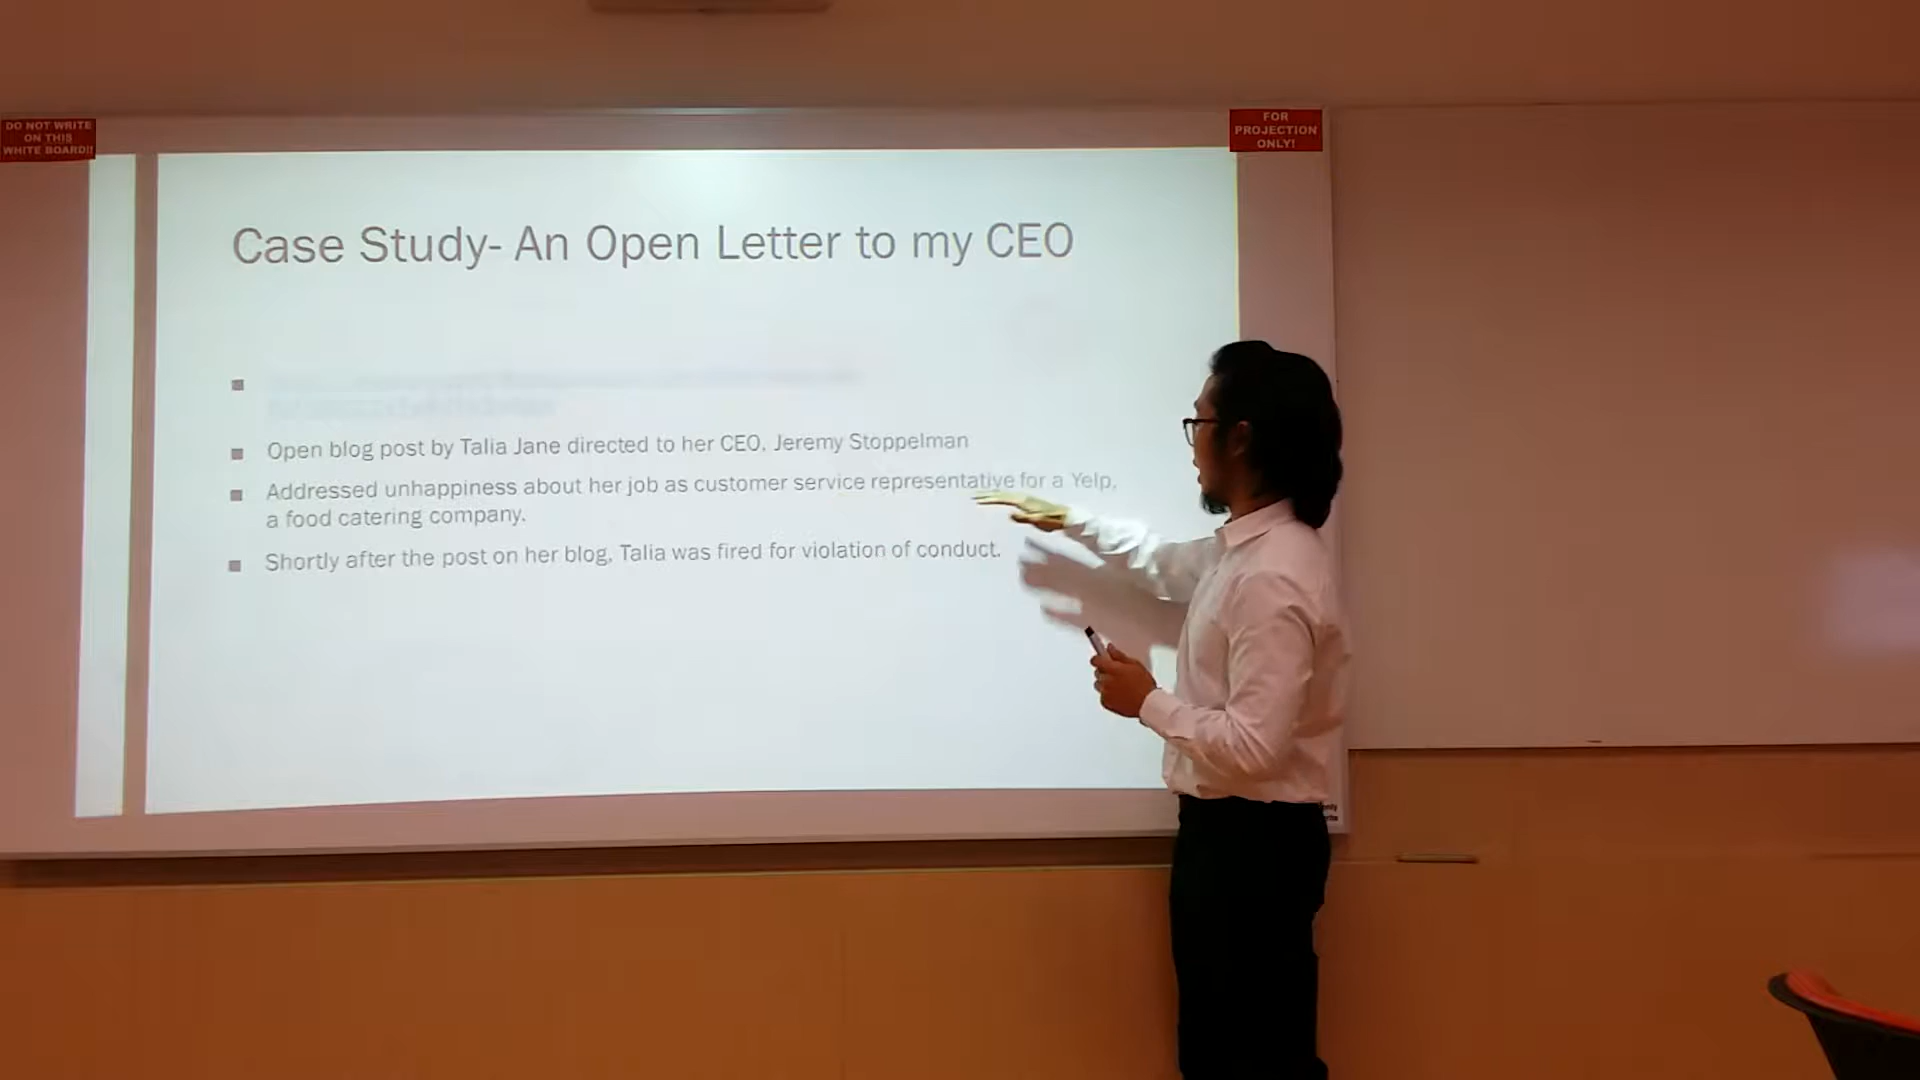 DO NOT WRITE
ON THIS
WHITE BOARD!!
FOR
PROJECTION
ONLY!
Case Study- An Open Letter to my CEO
Open blog post by Talia Jane directed to her CEO, Jeremy Stoppelman
Addressed unhappiness about her job as customer service representative for a Yelp,
a food catering company.
Shortly after the post on her blog, Talia was fired for violation of conduct.